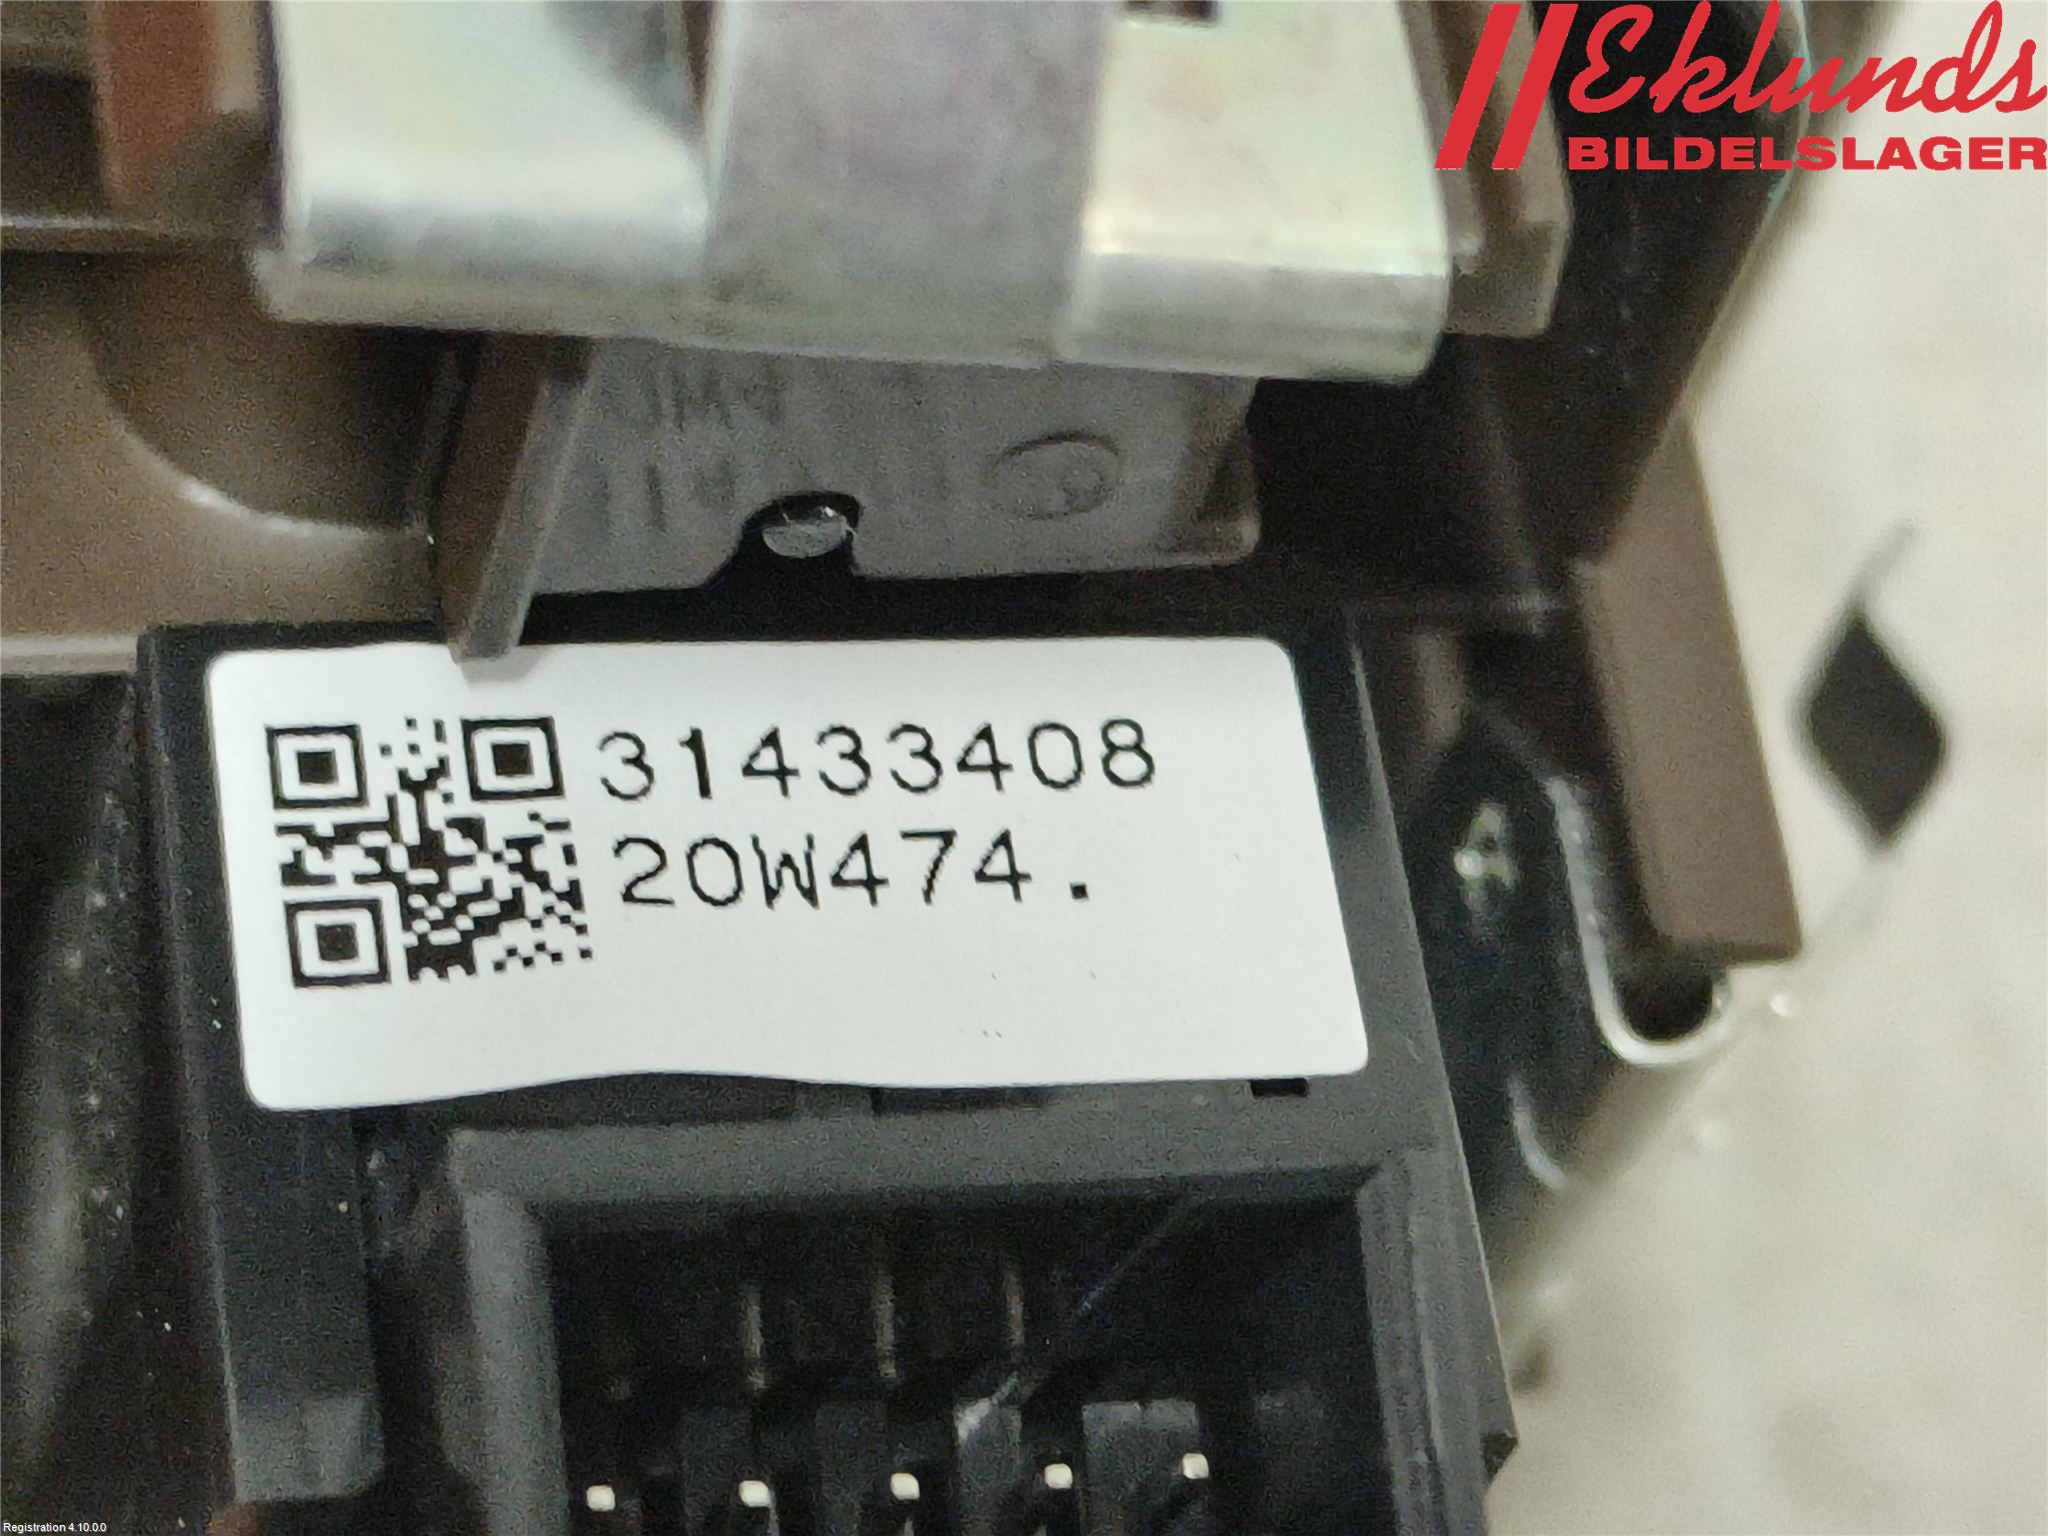 Eklunds
BILDELSLAGER
31433408
20W474.
Registration 4.10.0.0